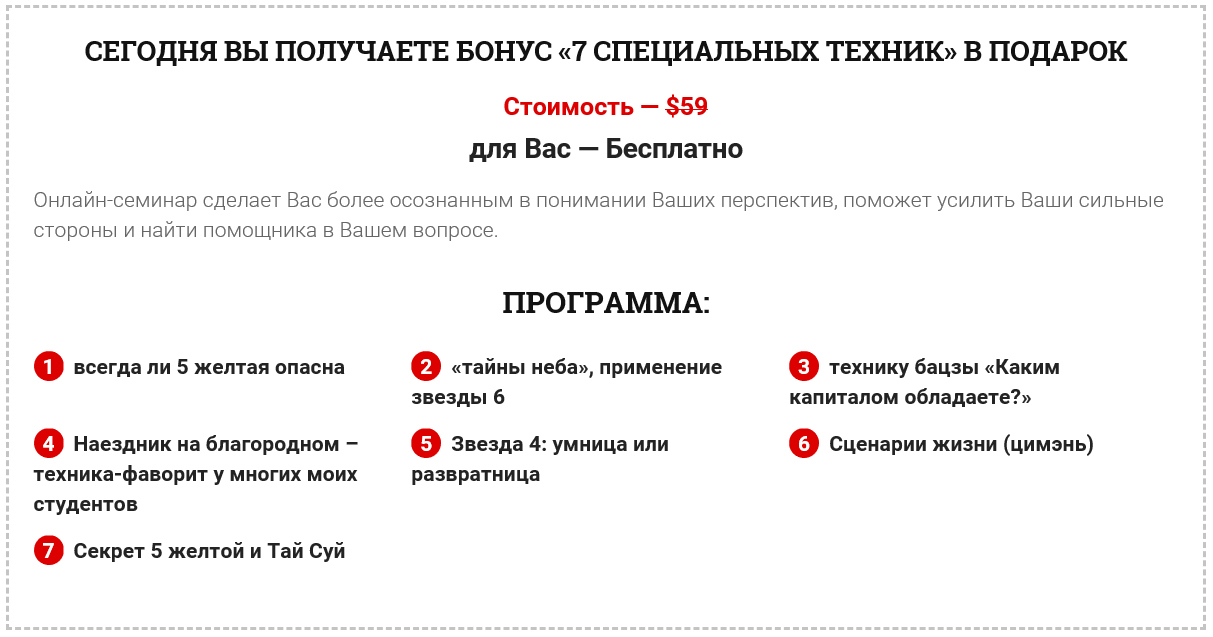 СЕГОДНЯ ВЫ ПОЛУЧАЕТЕ БОНУС «7 СПЕЦИАЛЬНЫХ ТЕХНИК» В ПОДАРОК
Стоимость — $59
для Вас — Бесплатно
Онлайн-семинар сделает Вас более осознанным в понимании Ваших перспектив, поможет усилить Ваши сильные
стороны и найти помощника в Вашем вопросе.
ПРОГРАММА:
1 всегда ли 5 желтая опасна
2 «тайны неба», применение
звезды 6
3 технику бацзы «Каким
капиталом обладаете?»
4 Наездник на благородном –
техника-фаворит у многих моих
студентов
5 Звезда 4: умница или
развратница
6 Сценарии жизни (цимэнь)
7 Секрет 5 желтой и Тай Суй